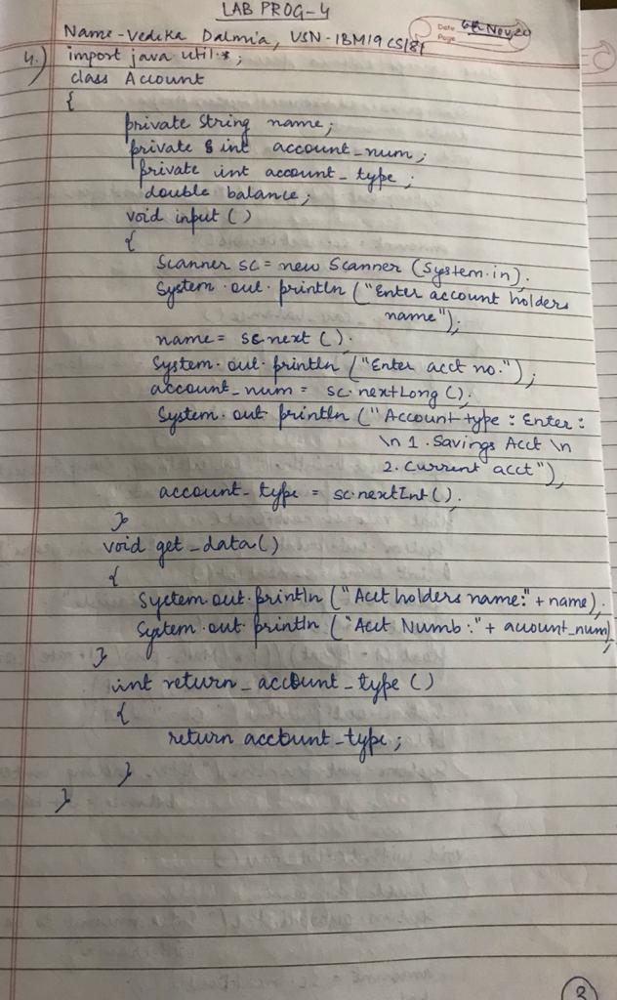 LAB PROG-4
Name-Vedika Dalmia, USN-1BM19CS181
Date 6th Nov,20
Page
4.) import java util.*;
class Account
{
private String name;
private int account_num;
private int account_type;
double balance;
void input ()
{
Scanner sc = new Scanner (System.in).
System.out.println ("Enter account holders
name");
name= sc.next ().
System.out.println ("Enter acct no.");
account_num = sc.nextLong ();
System.out println ("Account type : Enter :
\n 1. Savings Acct \n
2. Current acct");
account_type = sc.nextInt ();
}
void get_data()
{
System.out.println ("Acct holders name:"+ name);
System.out.println ("Acct Numb:"+ account_num);
}
int return_account_type ()
{
return account_type;
}
}
2